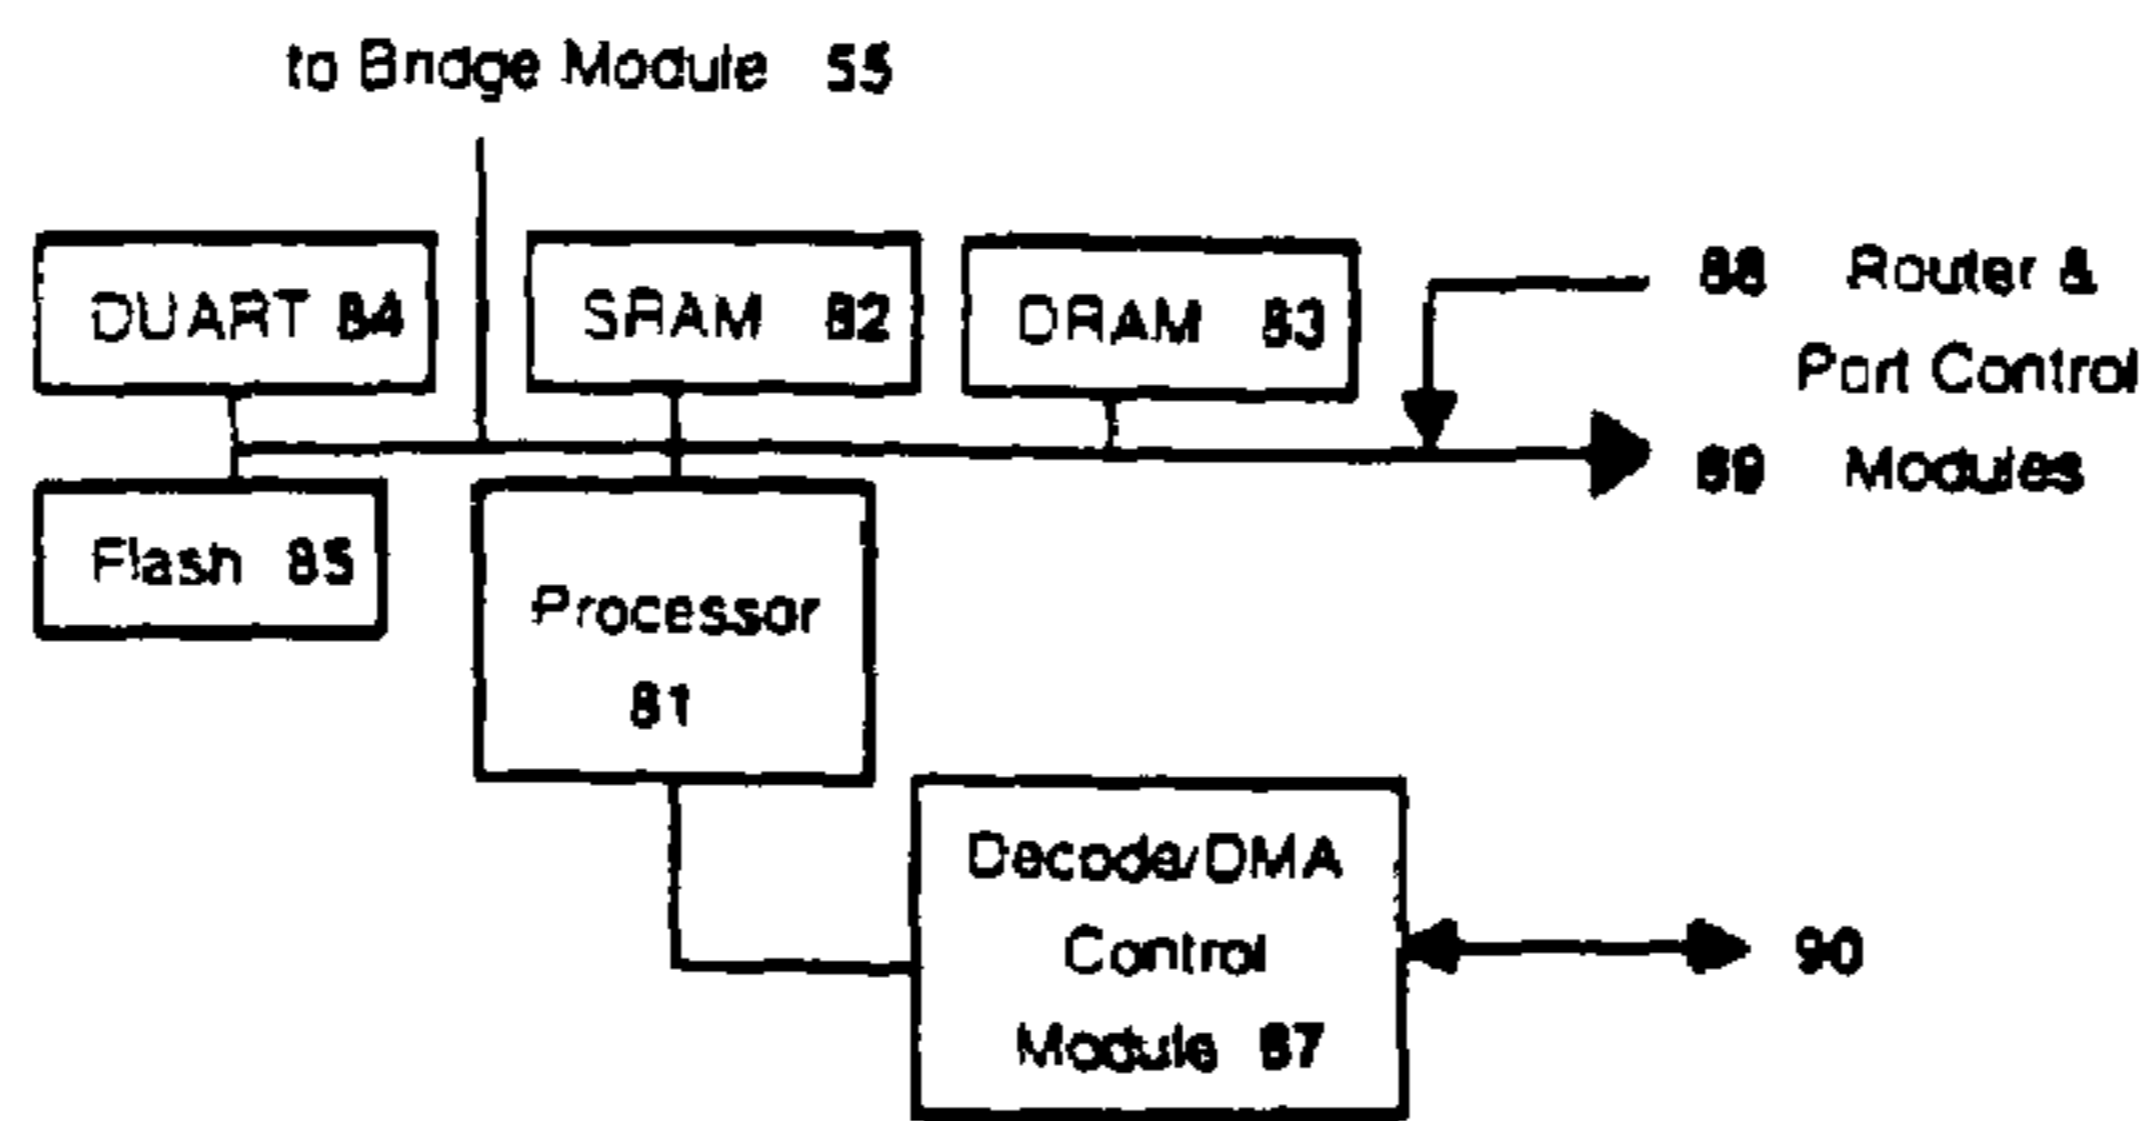 to Bridge Module 55
DUART 84
SRAM 82
DRAM 83
88 Router &
Port Control
89 Modules
Flash 85
Processor
81
Decode/DMA
Control
Module 87
90